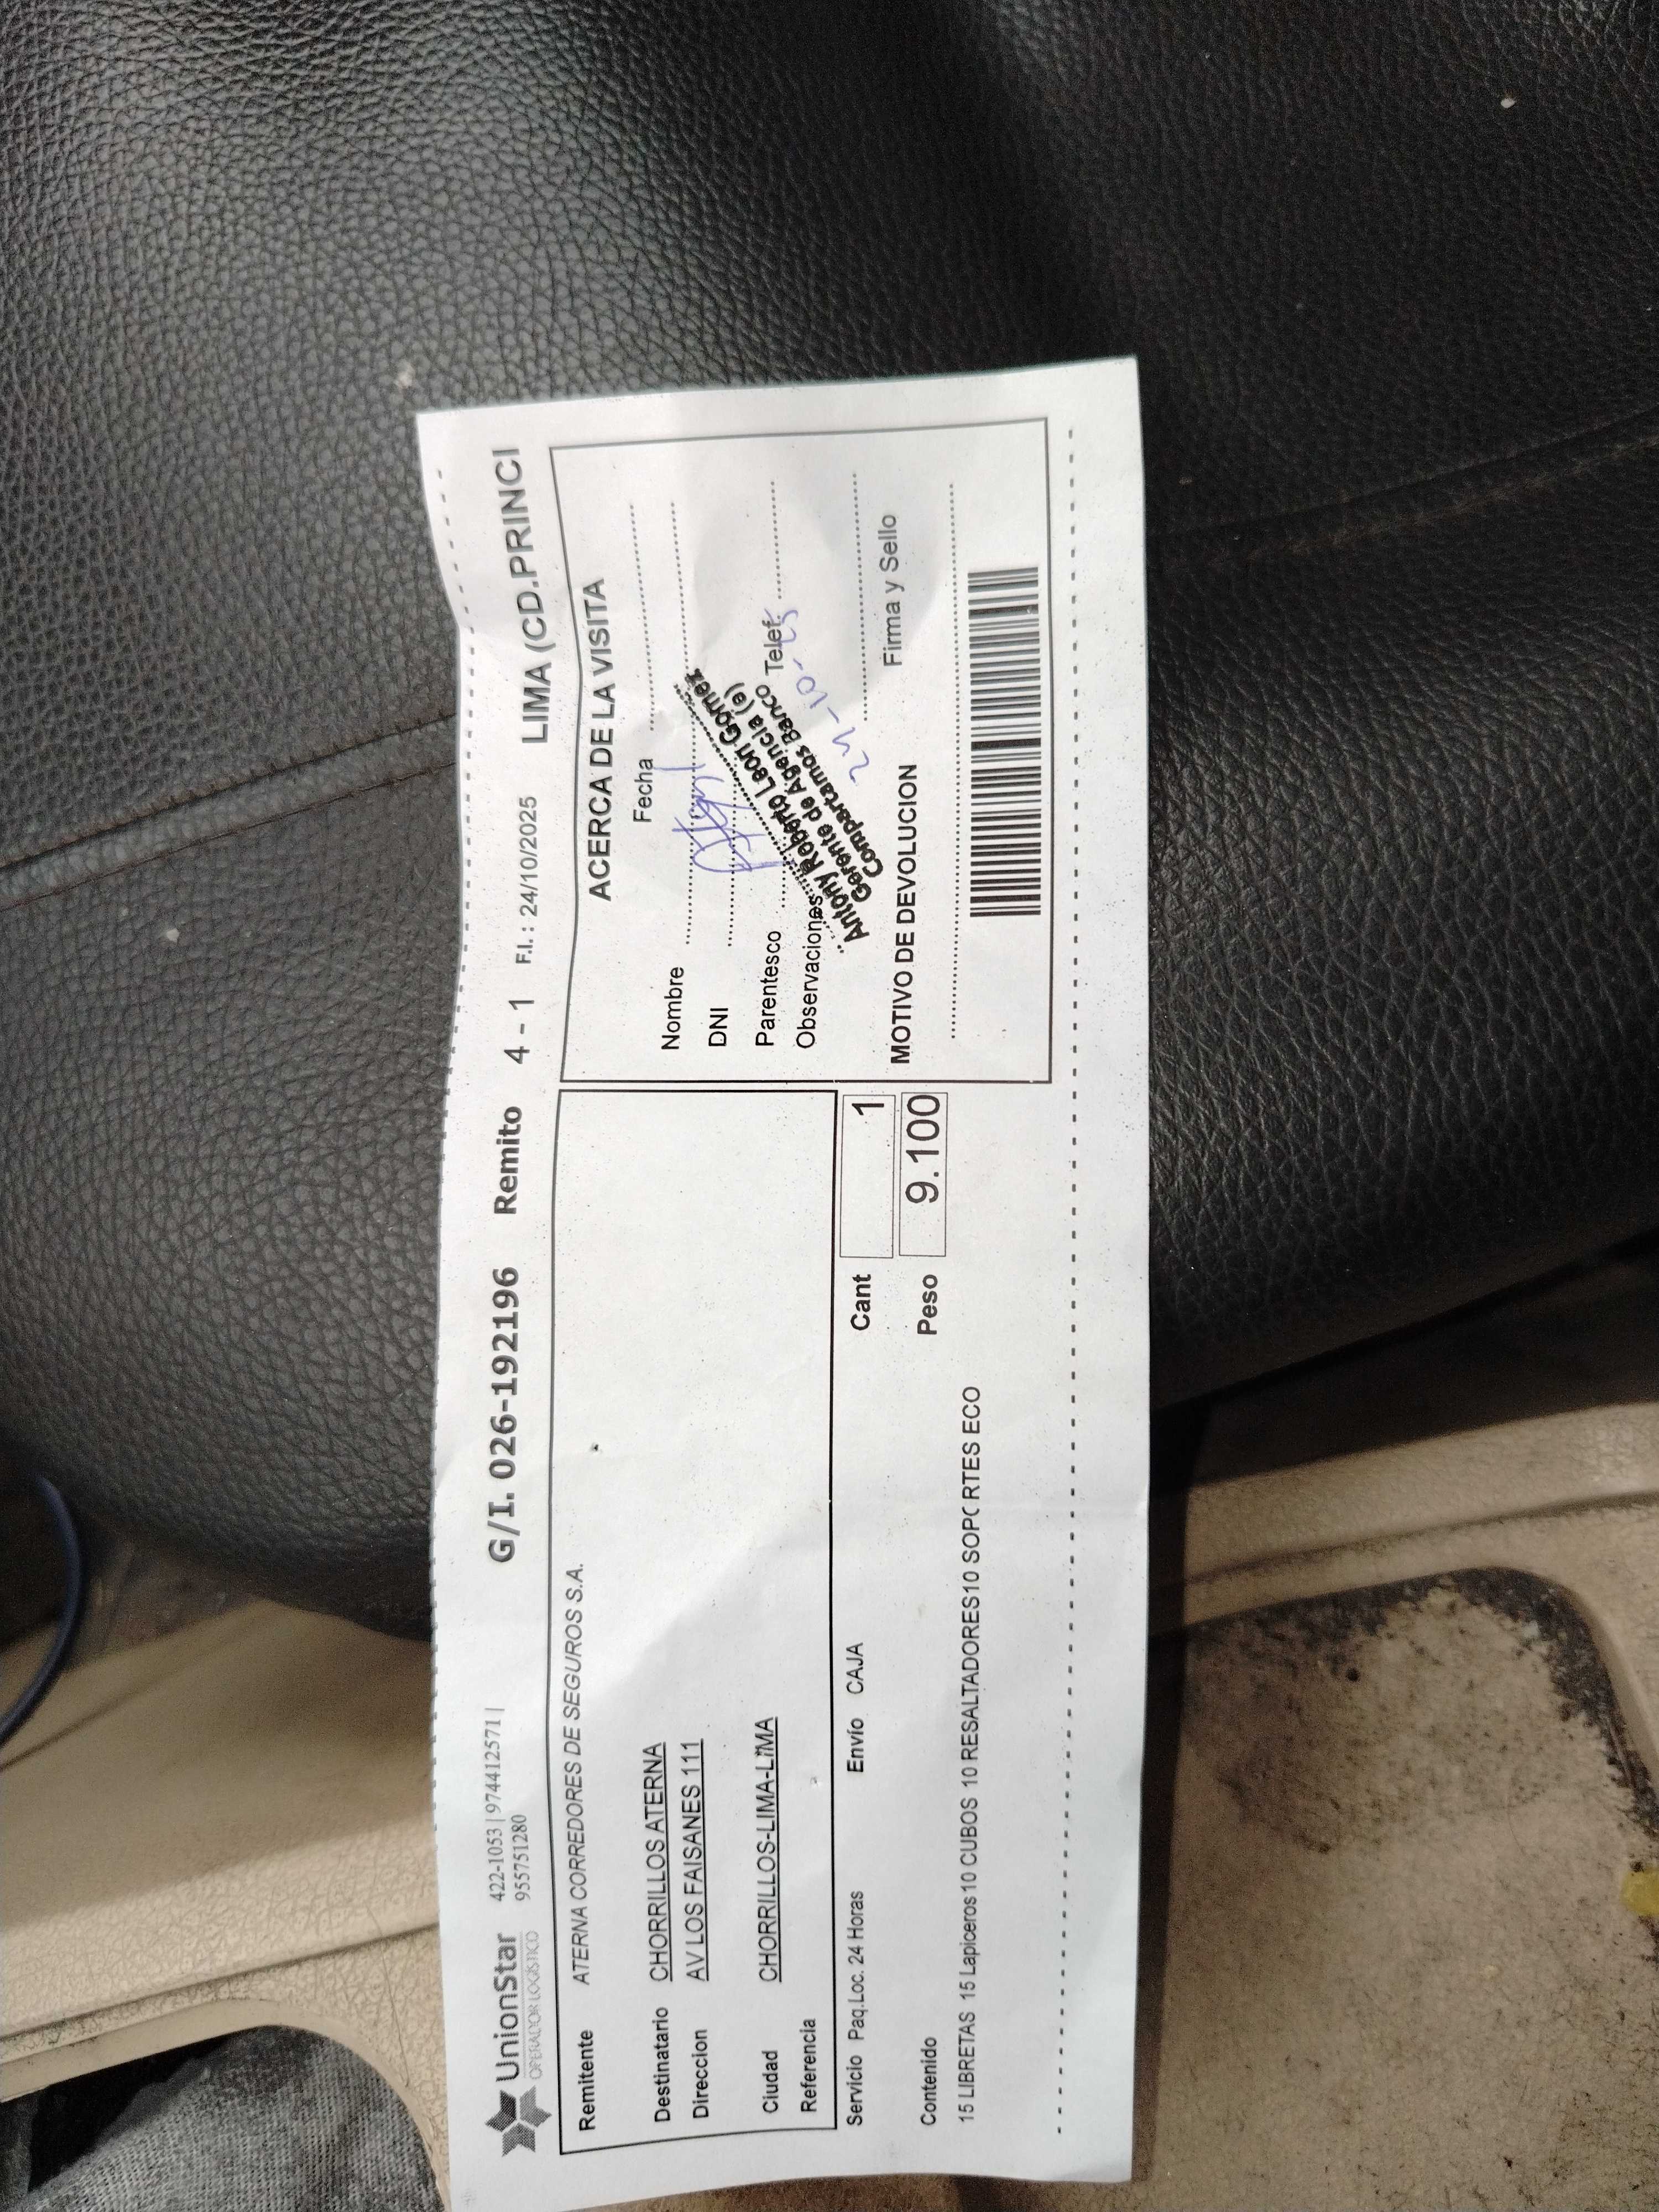 UnionStar
OPERADOR LOGÍSTICO
422-1053 | 974412571 |
955751280
G/I. 026-192196 Remito 4 - 1 F.I. : 24/10/2025 LIMA (CD.PRINCI
Remitente ATERNA CORREDORES DE SEGUROS S.A.
Destinatario CHORRILLOS ATERNA
Direccion AV LOS FAISANES 111
Ciudad CHORRILLOS-LIMA-LIMA
Referencia
Servicio Paq.Loc. 24 Horas Envío CAJA Cant 1
Contenido Peso 9.100
15 LIBRETAS 15 Lapiceros 10 CUBOS 10 RESALTADORES10 SOPO RTES ECO
ACERCA DE LA VISITA
Fecha
Nombre
DNI
Parentesco Telef.
Observaciones
Antony Roberto Leon Gomez
Gerente de Agencia (e)
Compartamos Banco
24-10-25
MOTIVO DE DEVOLUCION Firma y Sello